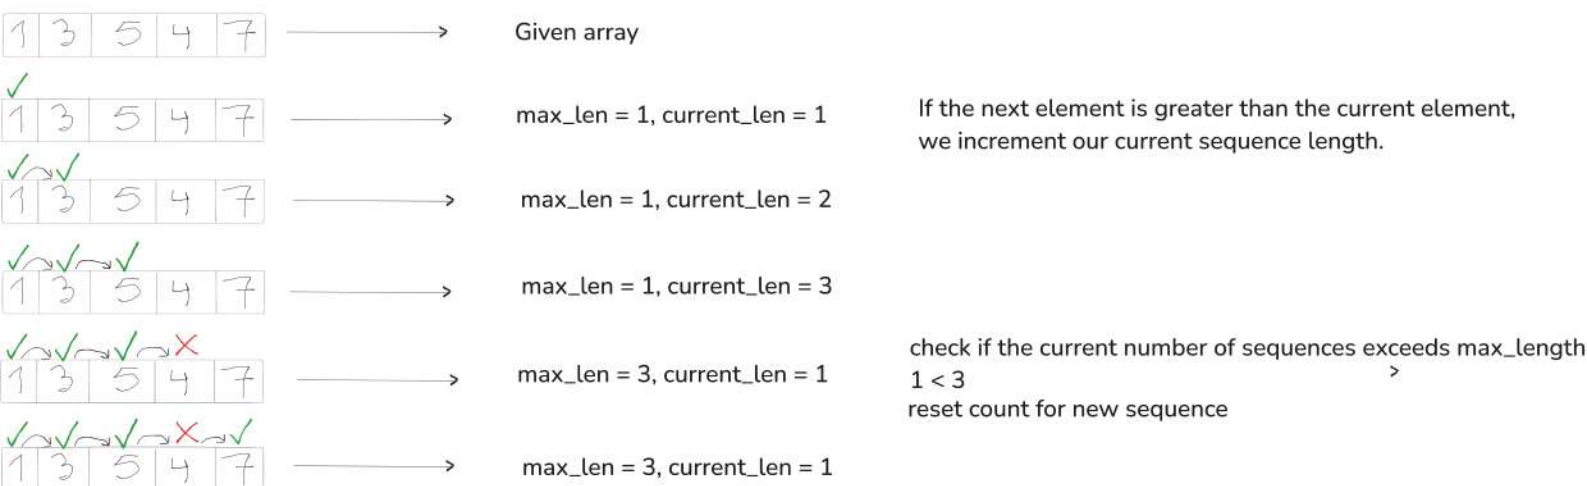 1 3 5 4 7
Given array
1 3 5 4 7
max_len = 1, current_len = 1
If the next element is greater than the current element,
we increment our current sequence length.
1 3 5 4 7
max_len = 1, current_len = 2
1 3 5 4 7
max_len = 1, current_len = 3
1 3 5 4 7
max_len = 3, current_len = 1
check if the current number of sequences exceeds max_length
1 < 3
reset count for new sequence
1 3 5 4 7
max_len = 3, current_len = 1